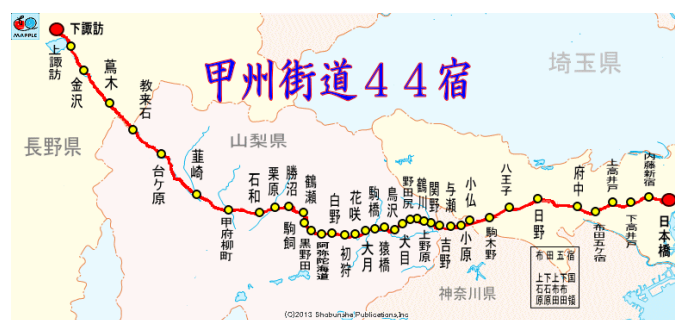 MAPPLE
甲州街道44宿
埼玉県
長野県
山梨県
神奈川県
下諏訪
上諏訪
金沢
蔦木
教来石
台ケ原
韮崎
甲府柳町
石和
栗原
勝沼
鶴瀬
駒飼
黒野田
阿弥陀海道
白野
初狩
花咲
大月
駒橋
猿橋
鳥沢
犬目
野田尻
鶴川
上野原
関野
吉野
与瀬
小原
小仏
駒木野
八王子
日野
府中
布田五ケ宿
上高井戸
下高井戸
内藤新宿
日本橋
布田五宿
上石原
下石原
上布田
下布田
国領
(C)2013 Shobunsha Publications,Inc